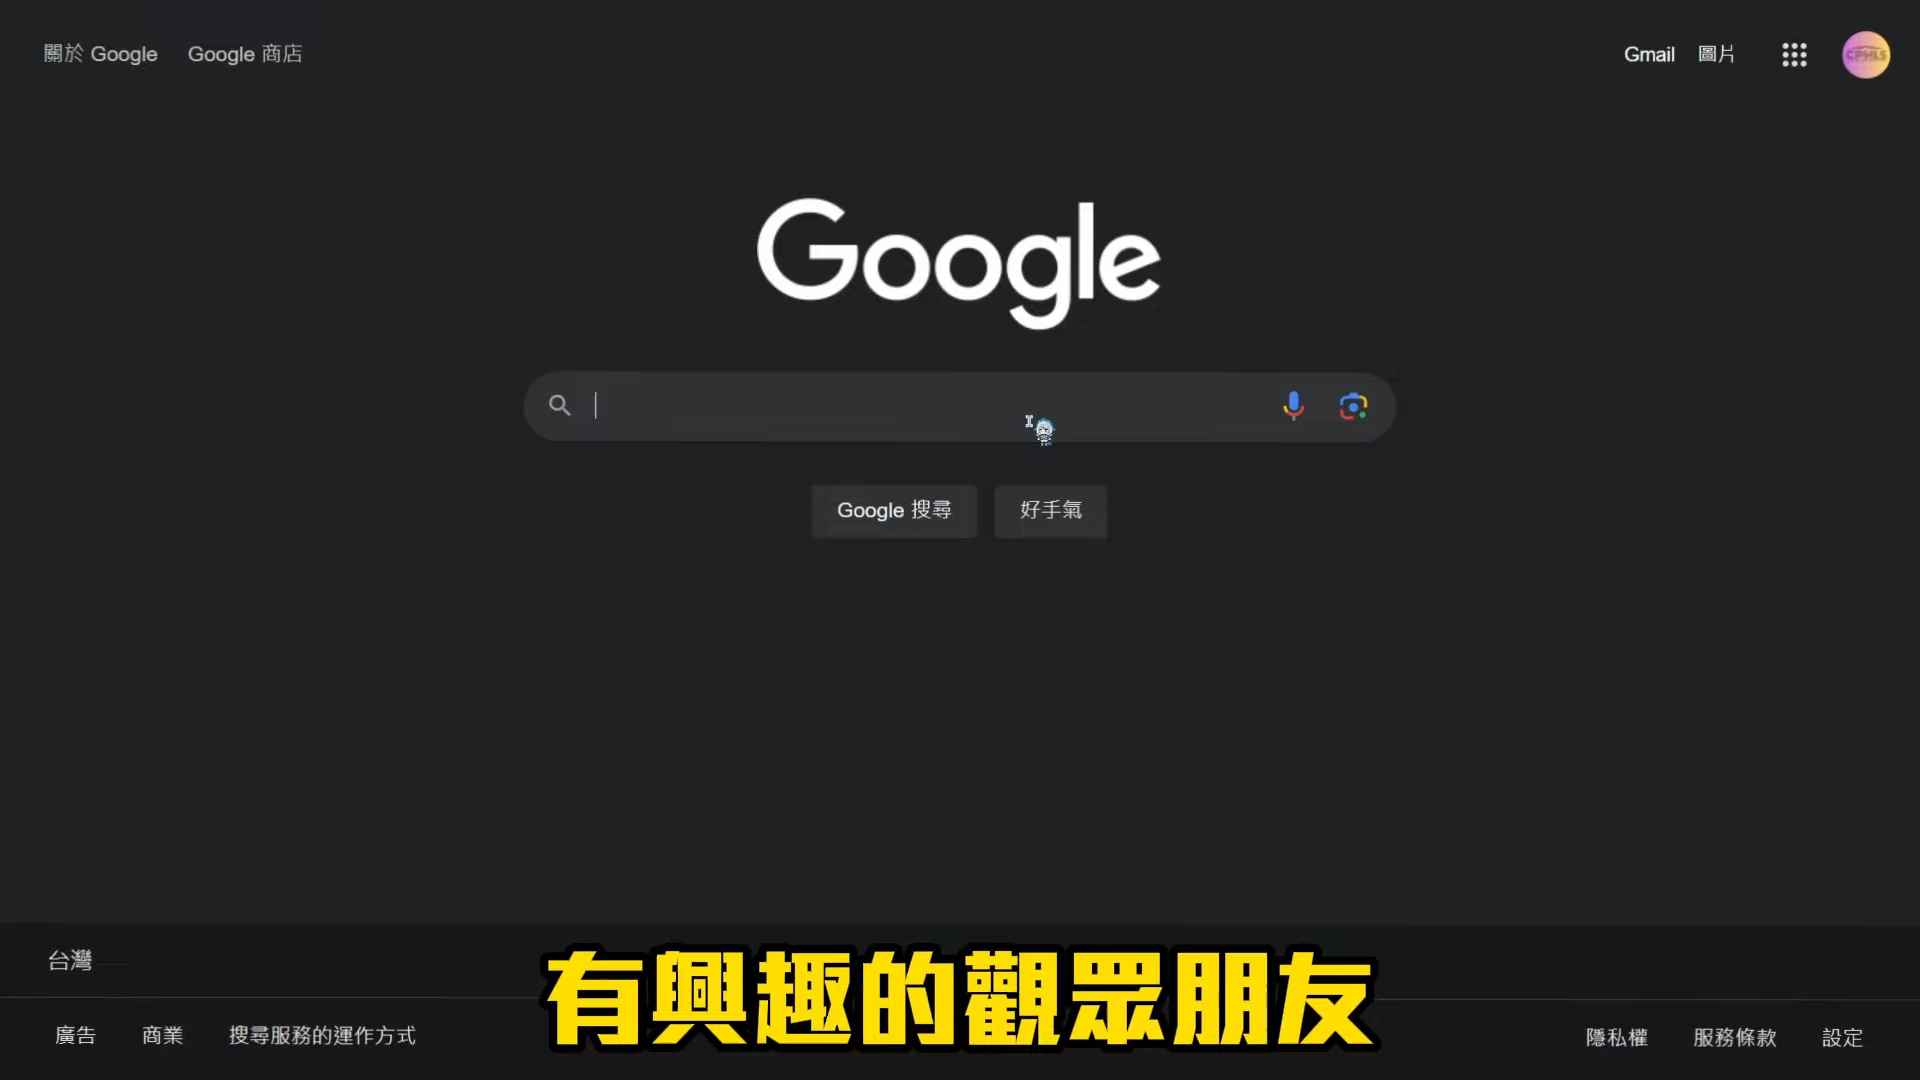 關於 Google Google 商店 Gmail 圖片
CPHLS
Google
Google 搜尋 好手氣
台灣
有興趣的觀眾朋友
廣告 商業 搜尋服務的運作方式 隱私權 服務條款 設定